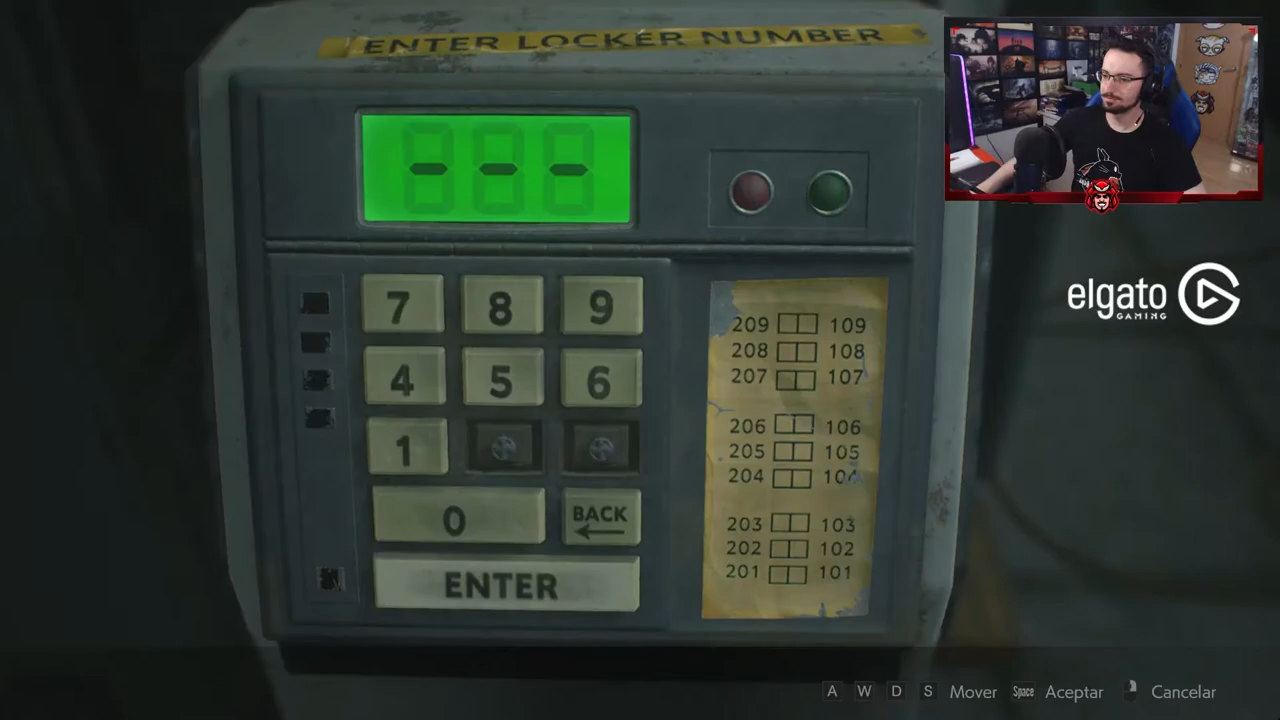 ENTER LOCKER NUMBER
7 8 9
4 5 6
1
0 BACK
ENTER
209 109
208 108
207 107
206 106
205 105
204 104
203 103
202 102
201 101
elgato
GAMING
A W D S Mover Space Aceptar Cancelar